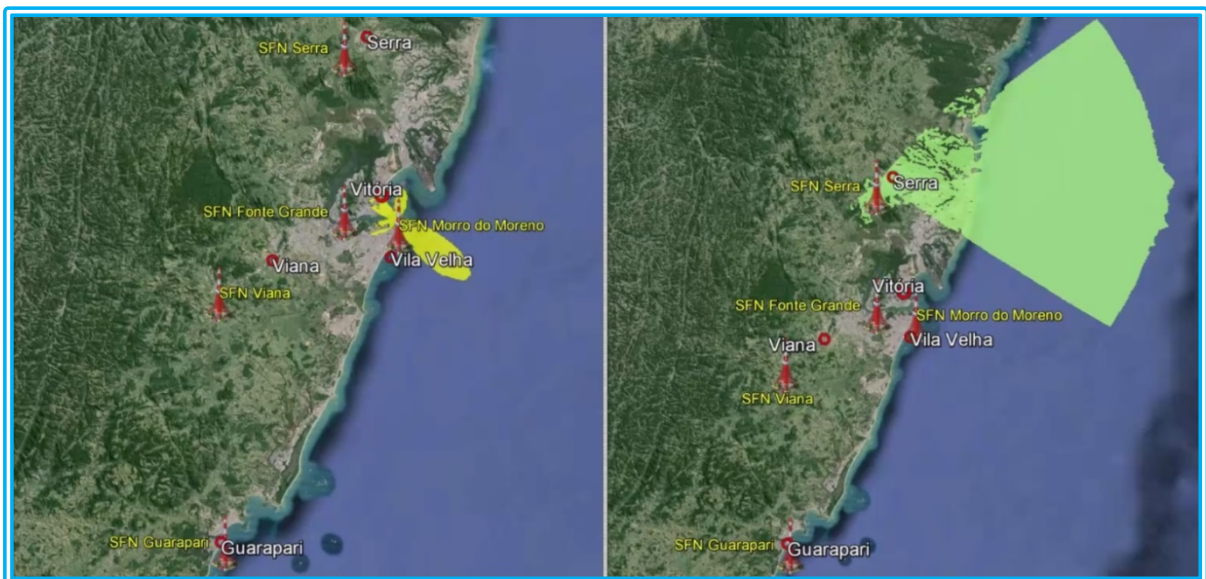 SFN Serra
Serra
Vitória
SFN Fonte Grande
SFN Morro do Moreno
Vila Velha
Viana
SFN Viana
SFN Guarapari
Guarapari
SFN Serra
Serra
Vitória
SFN Fonte Grande
SFN Morro do Moreno
Vila Velha
Viana
SFN Viana
SFN Guarapari
Guarapari